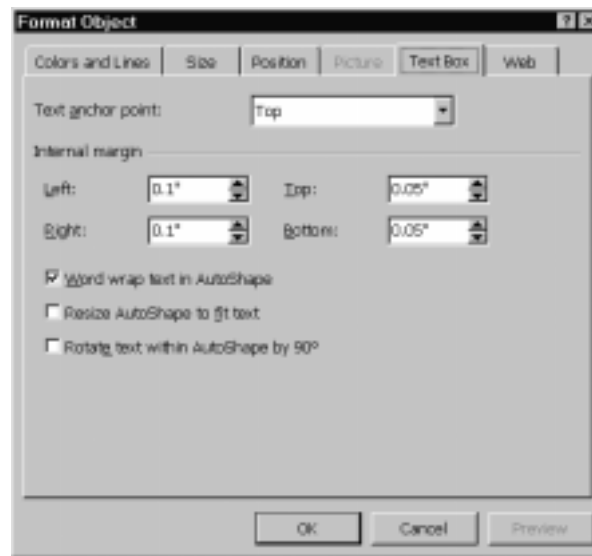 Format Object
Colors and Lines Size Position Picture Text Box Web
Text anchor point: Top
Internal margin
Left: 0.1" Top: 0.05"
Right: 0.1" Bottom: 0.05"
Word wrap text in AutoShape
Resize AutoShape to fit text
Rotate text within AutoShape by 90°
OK Cancel Preview